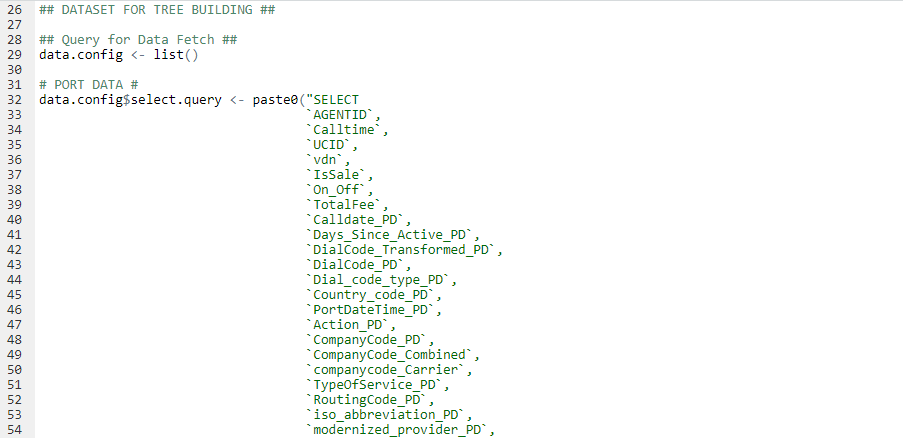 26 ## DATASET FOR TREE BUILDING ##
27
28 ## Query for Data Fetch ##
29 data.config <- list()
30
31 # PORT DATA #
32 data.config$select.query <- paste0("SELECT
33 `AGENTID`,
34 `Calltime`,
35 `UCID`,
36 `vdn`,
37 `IsSale`,
38 `On_Off`,
39 `TotalFee`,
40 `Calldate_PD`,
41 `Days_Since_Active_PD`,
42 `DialCode_Transformed_PD`,
43 `DialCode_PD`,
44 `Dial_code_type_PD`,
45 `Country_code_PD`,
46 `PortDateTime_PD`,
47 `Action_PD`,
48 `CompanyCode_PD`,
49 `CompanyCode_Combined`,
50 `companycode_Carrier`,
51 `TypeOfService_PD`,
52 `RoutingCode_PD`,
53 `iso_abbreviation_PD`,
54 `modernized_provider_PD`,